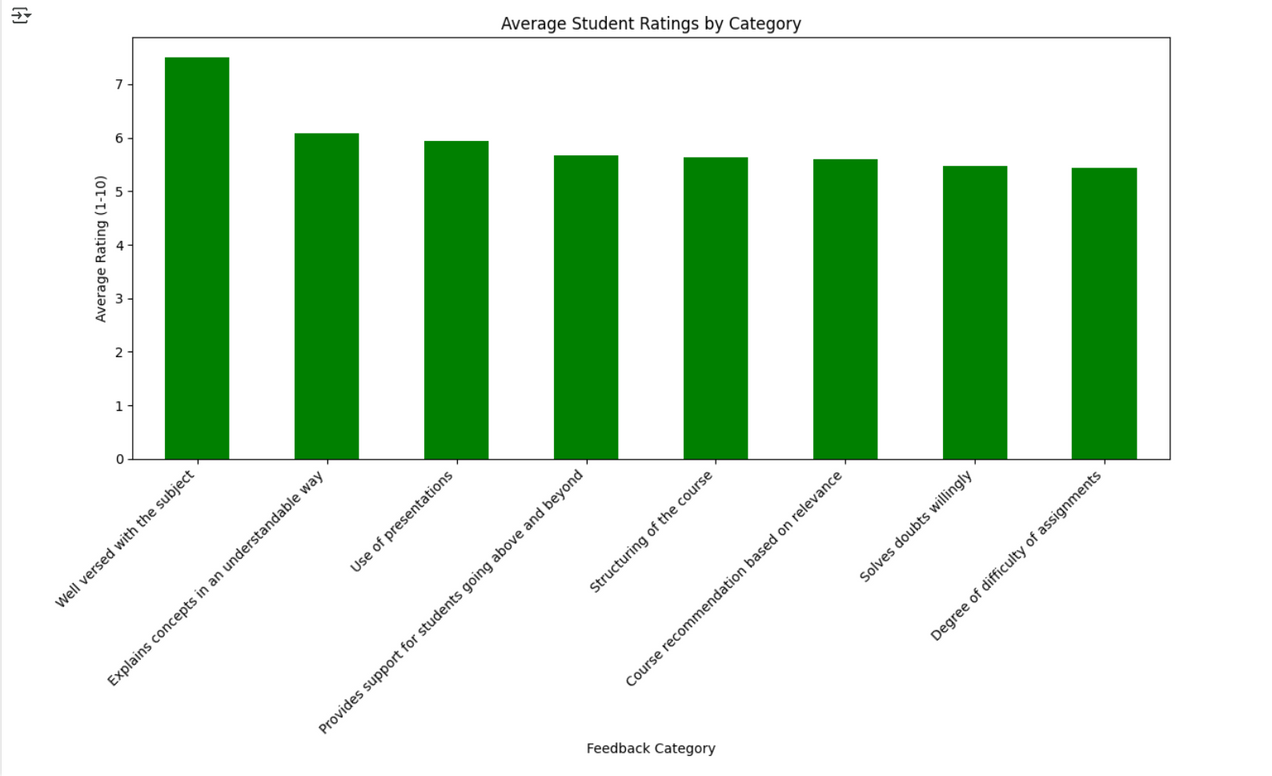 Average Student Ratings by Category
Average Rating (1-10)
7
6
5
4
3
2
1
0
Well versed with the subject
Explains concepts in an understandable way
Use of presentations
Provides support for students going above and beyond
Structuring of the course
Course recommendation based on relevance
Solves doubts willingly
Degree of difficulty of assignments
Feedback Category